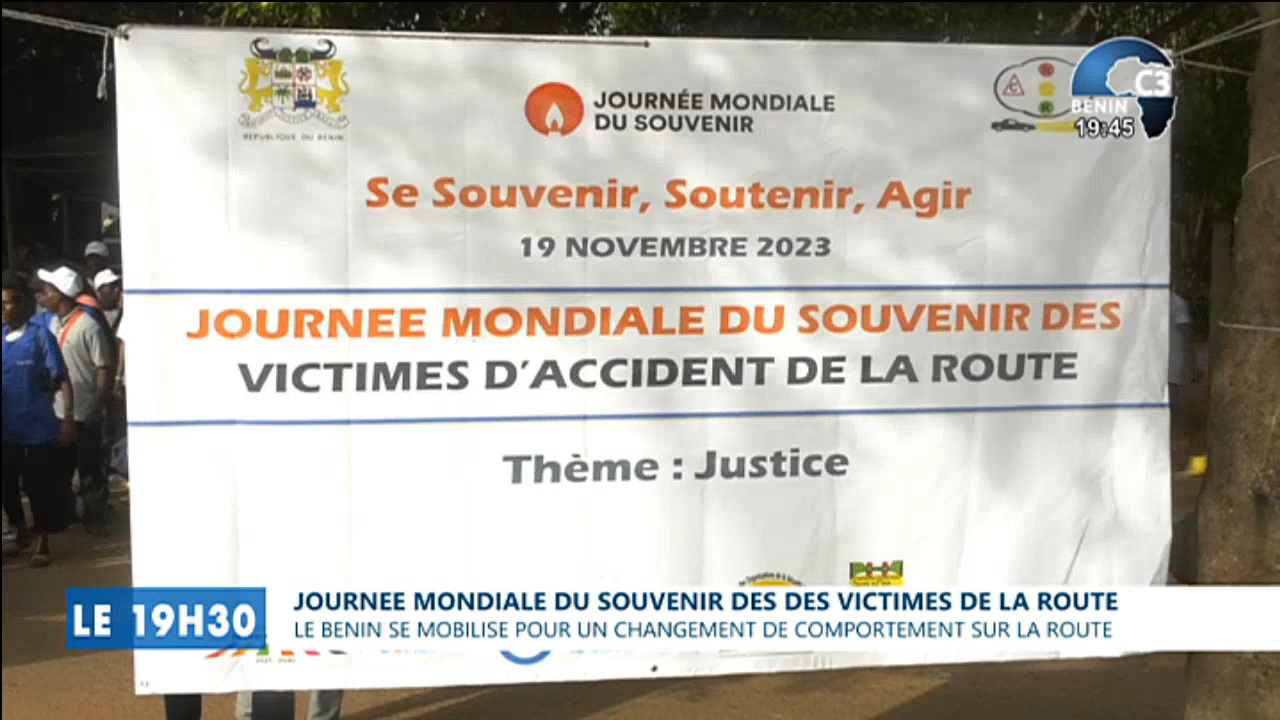 REPUBLIQUE DU BENIN
JOURNÉE MONDIALE
DU SOUVENIR
C3
BÉNIN
19:45
Se Souvenir, Soutenir, Agir
19 NOVEMBRE 2023
JOURNEE MONDIALE DU SOUVENIR DES
VICTIMES D'ACCIDENT DE LA ROUTE
Thème : Justice
LE 19H30
JOURNEE MONDIALE DU SOUVENIR DES DES VICTIMES DE LA ROUTE
LE BENIN SE MOBILISE POUR UN CHANGEMENT DE COMPORTEMENT SUR LA ROUTE